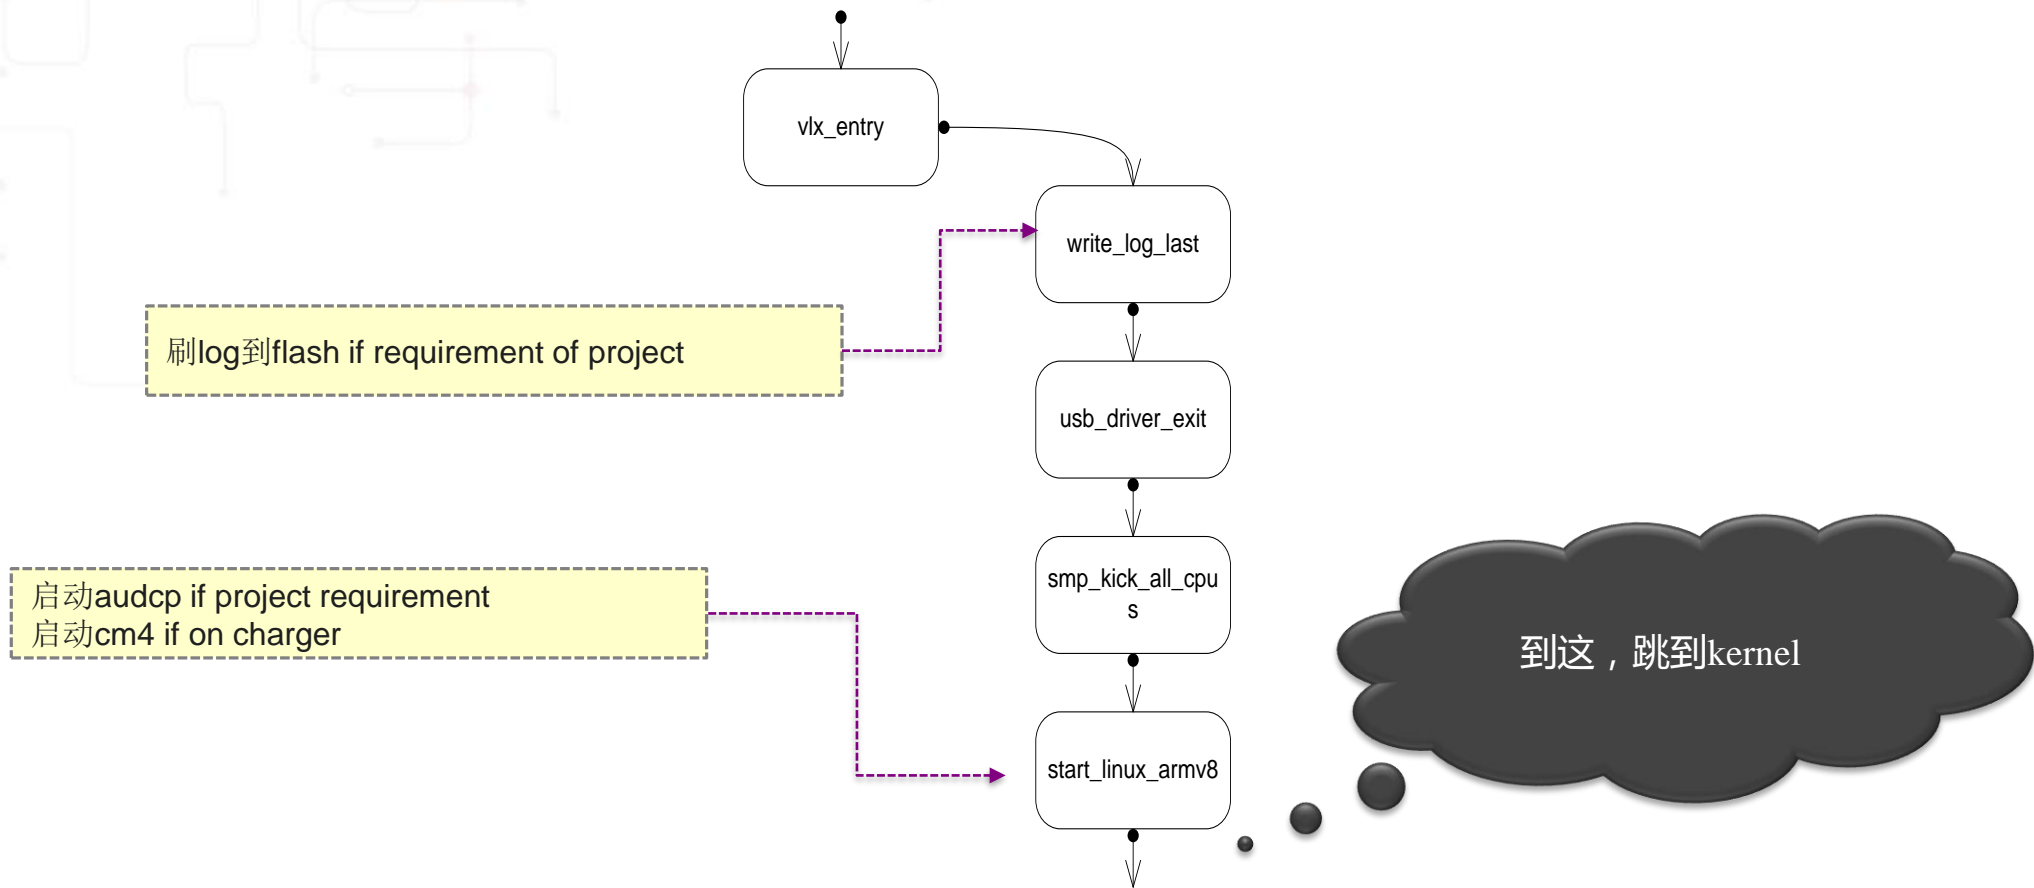 vlx_entry
write_log_last
刷log到flash if requirement of project
usb_driver_exit
启动audcp if project requirement
启动cm4 if on charger
smp_kick_all_cpu
s
到这，跳到kernel
start_linux_armv8